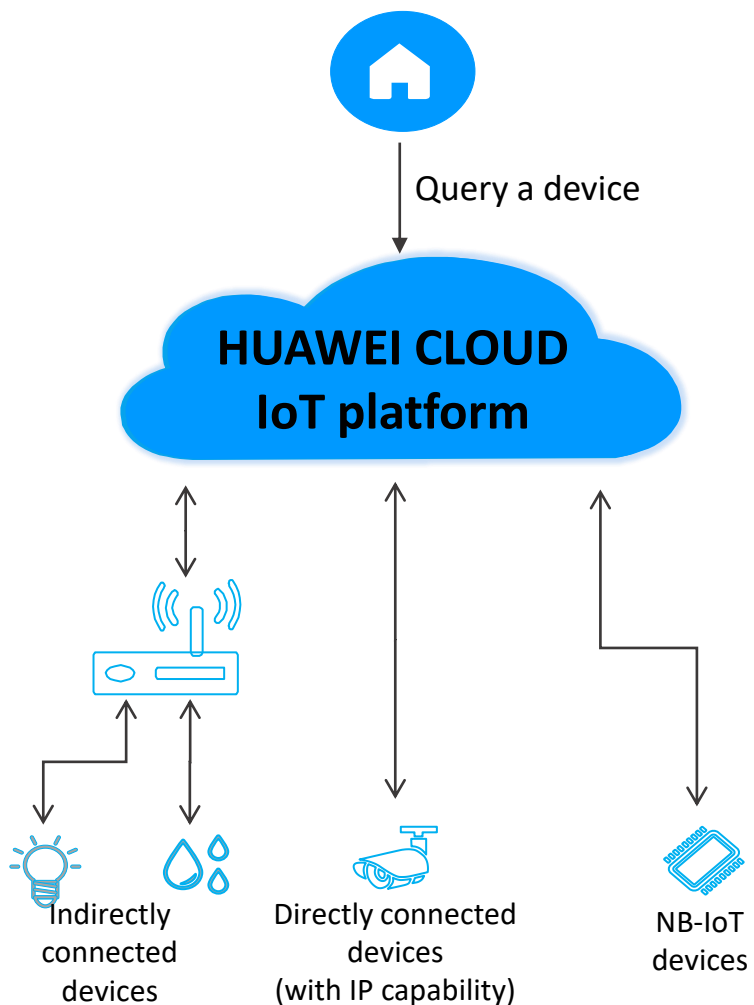 Query a device
HUAWEI CLOUD
IoT platform
Indirectly
connected
devices
Directly connected
devices
(with IP capability)
NB-IoT
devices